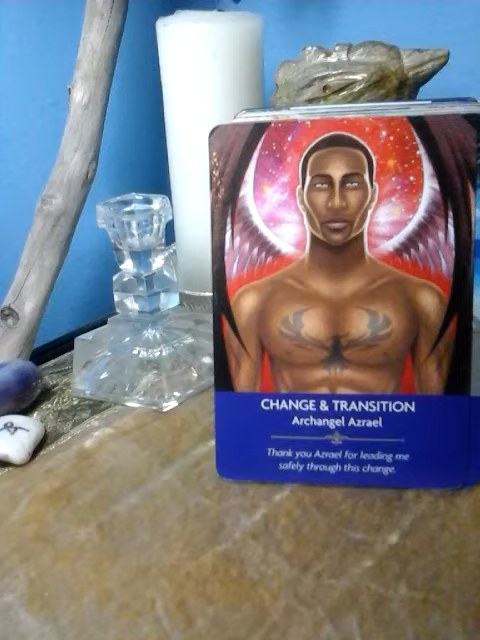 CHANGE & TRANSITION
Archangel Azrael
Thank you Azrael for leading me
safely through this change.